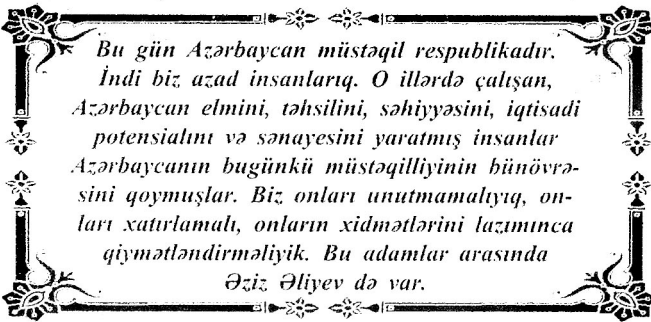 Bu gün Azərbaycan müstəqil respublikadır.
İndi biz azad insanlarıq. O illərdə çalışan,
Azərbaycan elmini, təhsilini, səhiyyəsini, iqtisadi
potensialını və sənayesini yaratmış insanlar
Azərbaycanın bugünkü müstəqilliyinin bünövrə-
sini qoymuşlar. Biz onları unutmamalıyıq, on-
ları xatırlamalı, onların xidmətlərini lazımınca
qiymətləndirməliyik. Bu adamlar arasında
Əziz Əliyev də var.